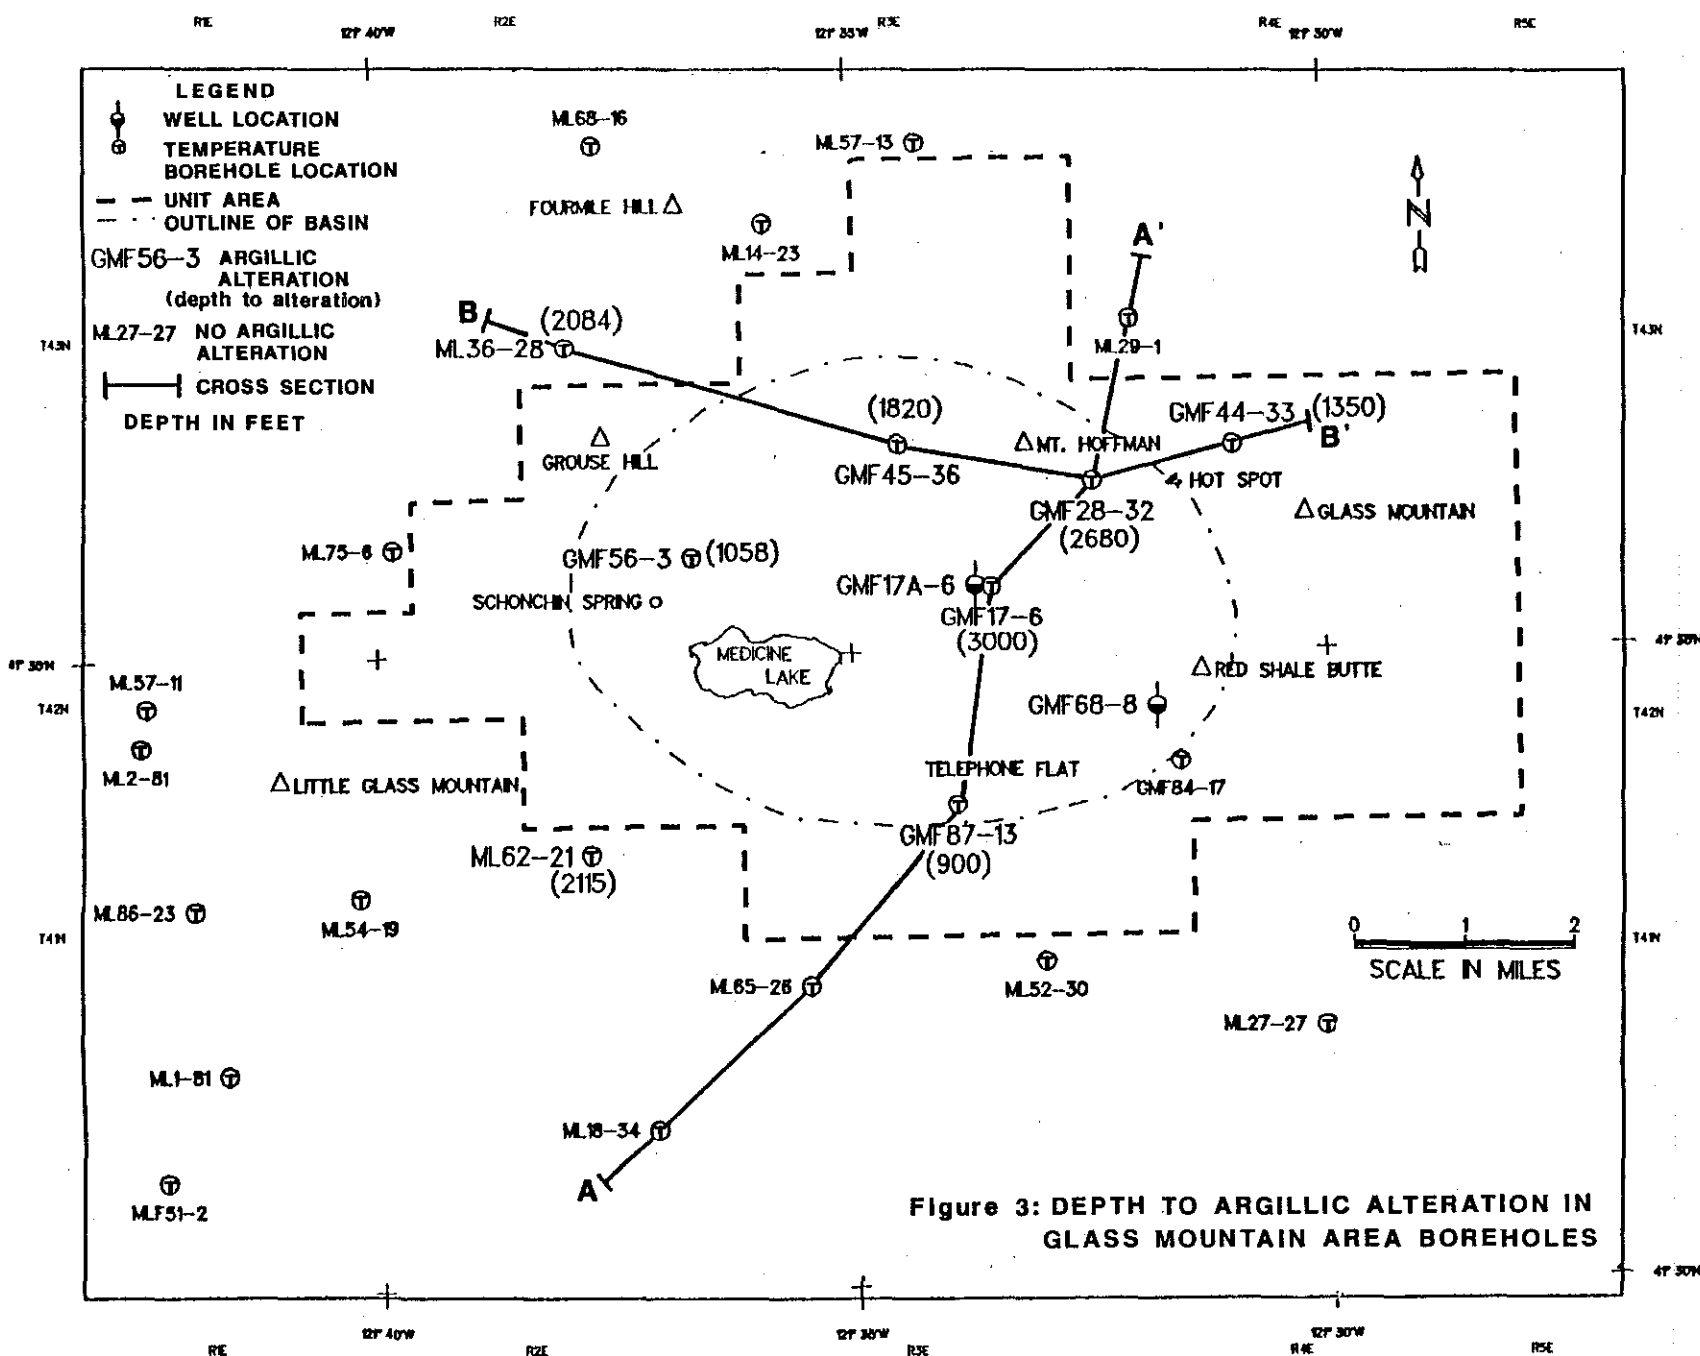 R1E R2E R3E R4E R5E
121° 40'W 121° 35'W 121° 30'W
LEGEND
WELL LOCATION
TEMPERATURE
BOREHOLE LOCATION
UNIT AREA
OUTLINE OF BASIN
GMF56-3 ARGILLIC
ALTERATION
(depth to alteration)
ML27-27 NO ARGILLIC
ALTERATION
CROSS SECTION
DEPTH IN FEET
ML68-16
ML57-13
FOURMILE HILL
ML14-23
N
A'
B
(2084)
ML36-28
T43N
T43N
ML29-1
(1820)
GMF44-33
(1350)
B'
GROUSE HILL
GMF45-36
MT. HOFFMAN
HOT SPOT
GMF28-32
(2680)
GLASS MOUNTAIN
ML75-6
GMF56-3
(1058)
GMF17A-6
SCHONCHIN SPRING
GMF17-6
(3000)
MEDICINE
LAKE
RED SHALE BUTTE
ML57-11
T42N
GMF68-8
T42N
ML2-81
LITTLE GLASS MOUNTAIN
TELEPHONE FLAT
GMF84-17
GMF87-13
(900)
ML62-21
(2115)
ML86-23
ML54-19
T41N
T41N
0 1 2
SCALE IN MILES
ML65-26
ML52-30
ML27-27
ML1-81
ML18-34
A
MLF51-2
Figure 3: DEPTH TO ARGILLIC ALTERATION IN
GLASS MOUNTAIN AREA BOREHOLES
41° 30'N
121° 40'W 121° 30'W
R1E R2E R3E R4E R5E